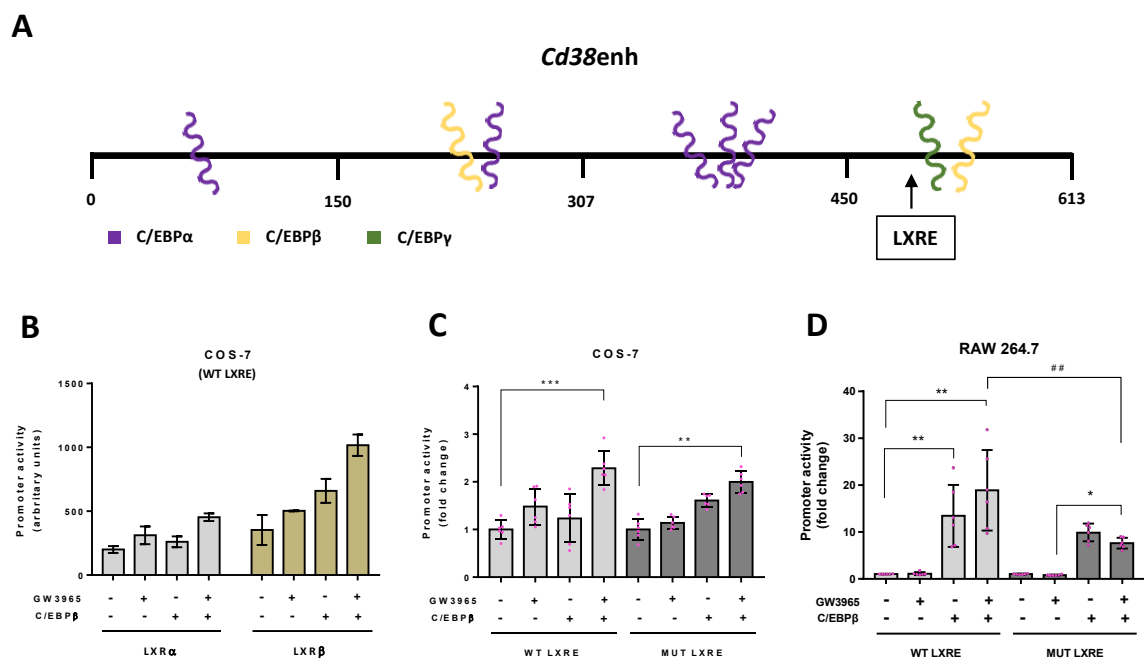 A
Cd38enh
0
150
307
450
613
C/EBPα
C/EBPβ
C/EBPγ
LXRE
B
COS-7
(WT LXRE)
Promoter activity
(arbritary units)
1500
1000
500
0
GW3965
- + - + - + - +
C/EBPβ
- - + + - - + +
LXRα
LXRβ
C
COS-7
Promoter activity
(fold change)
4
3
2
1
0
***
**
GW3965
- + - + - + - +
C/EBPβ
- - + + - - + +
WT LXRE
MUT LXRE
D
RAW 264.7
Promoter activity
(fold change)
40
30
20
10
0
##
**
**
*
GW3965
- + - + - + - +
C/EBPβ
- - + + - - + +
WT LXRE
MUT LXRE